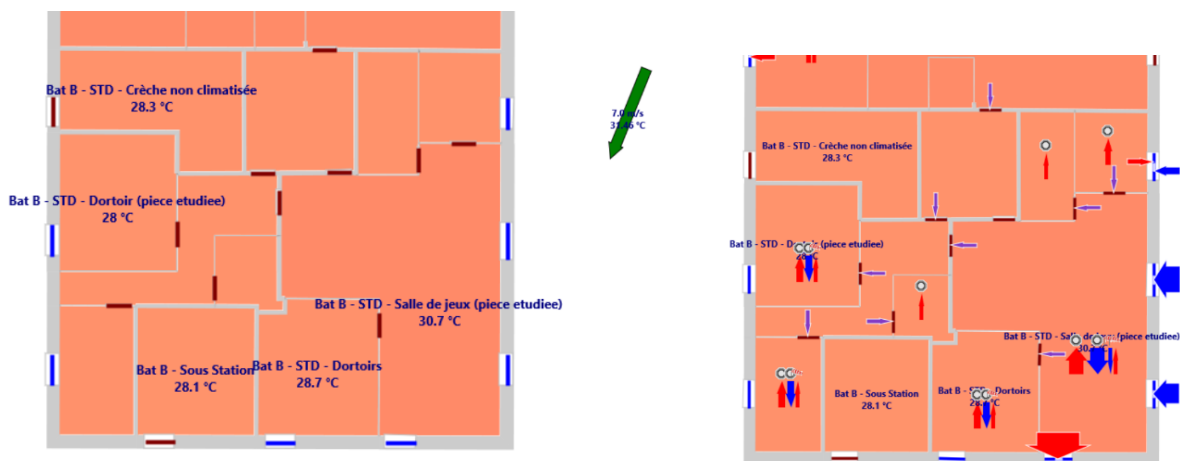 Bat B - STD - Crèche non climatisée
28.3 °C
Bat B - STD - Dortoir (piece etudiee)
28 °C
Bat B - STD - Salle de jeux (piece etudiee)
30.7 °C
Bat B - Sous Station
28.1 °C
Bat B - STD - Dortoirs
28.7 °C
7.0 m/s
31.46 °C
Bat B - STD - Crèche non climatisée
28.3 °C
Bat B - STD - (piece etudiee)
Bat B - STD - (piece etudiee)
Bat B - Sous Station
28.1 °C
Bat B - Dortoirs